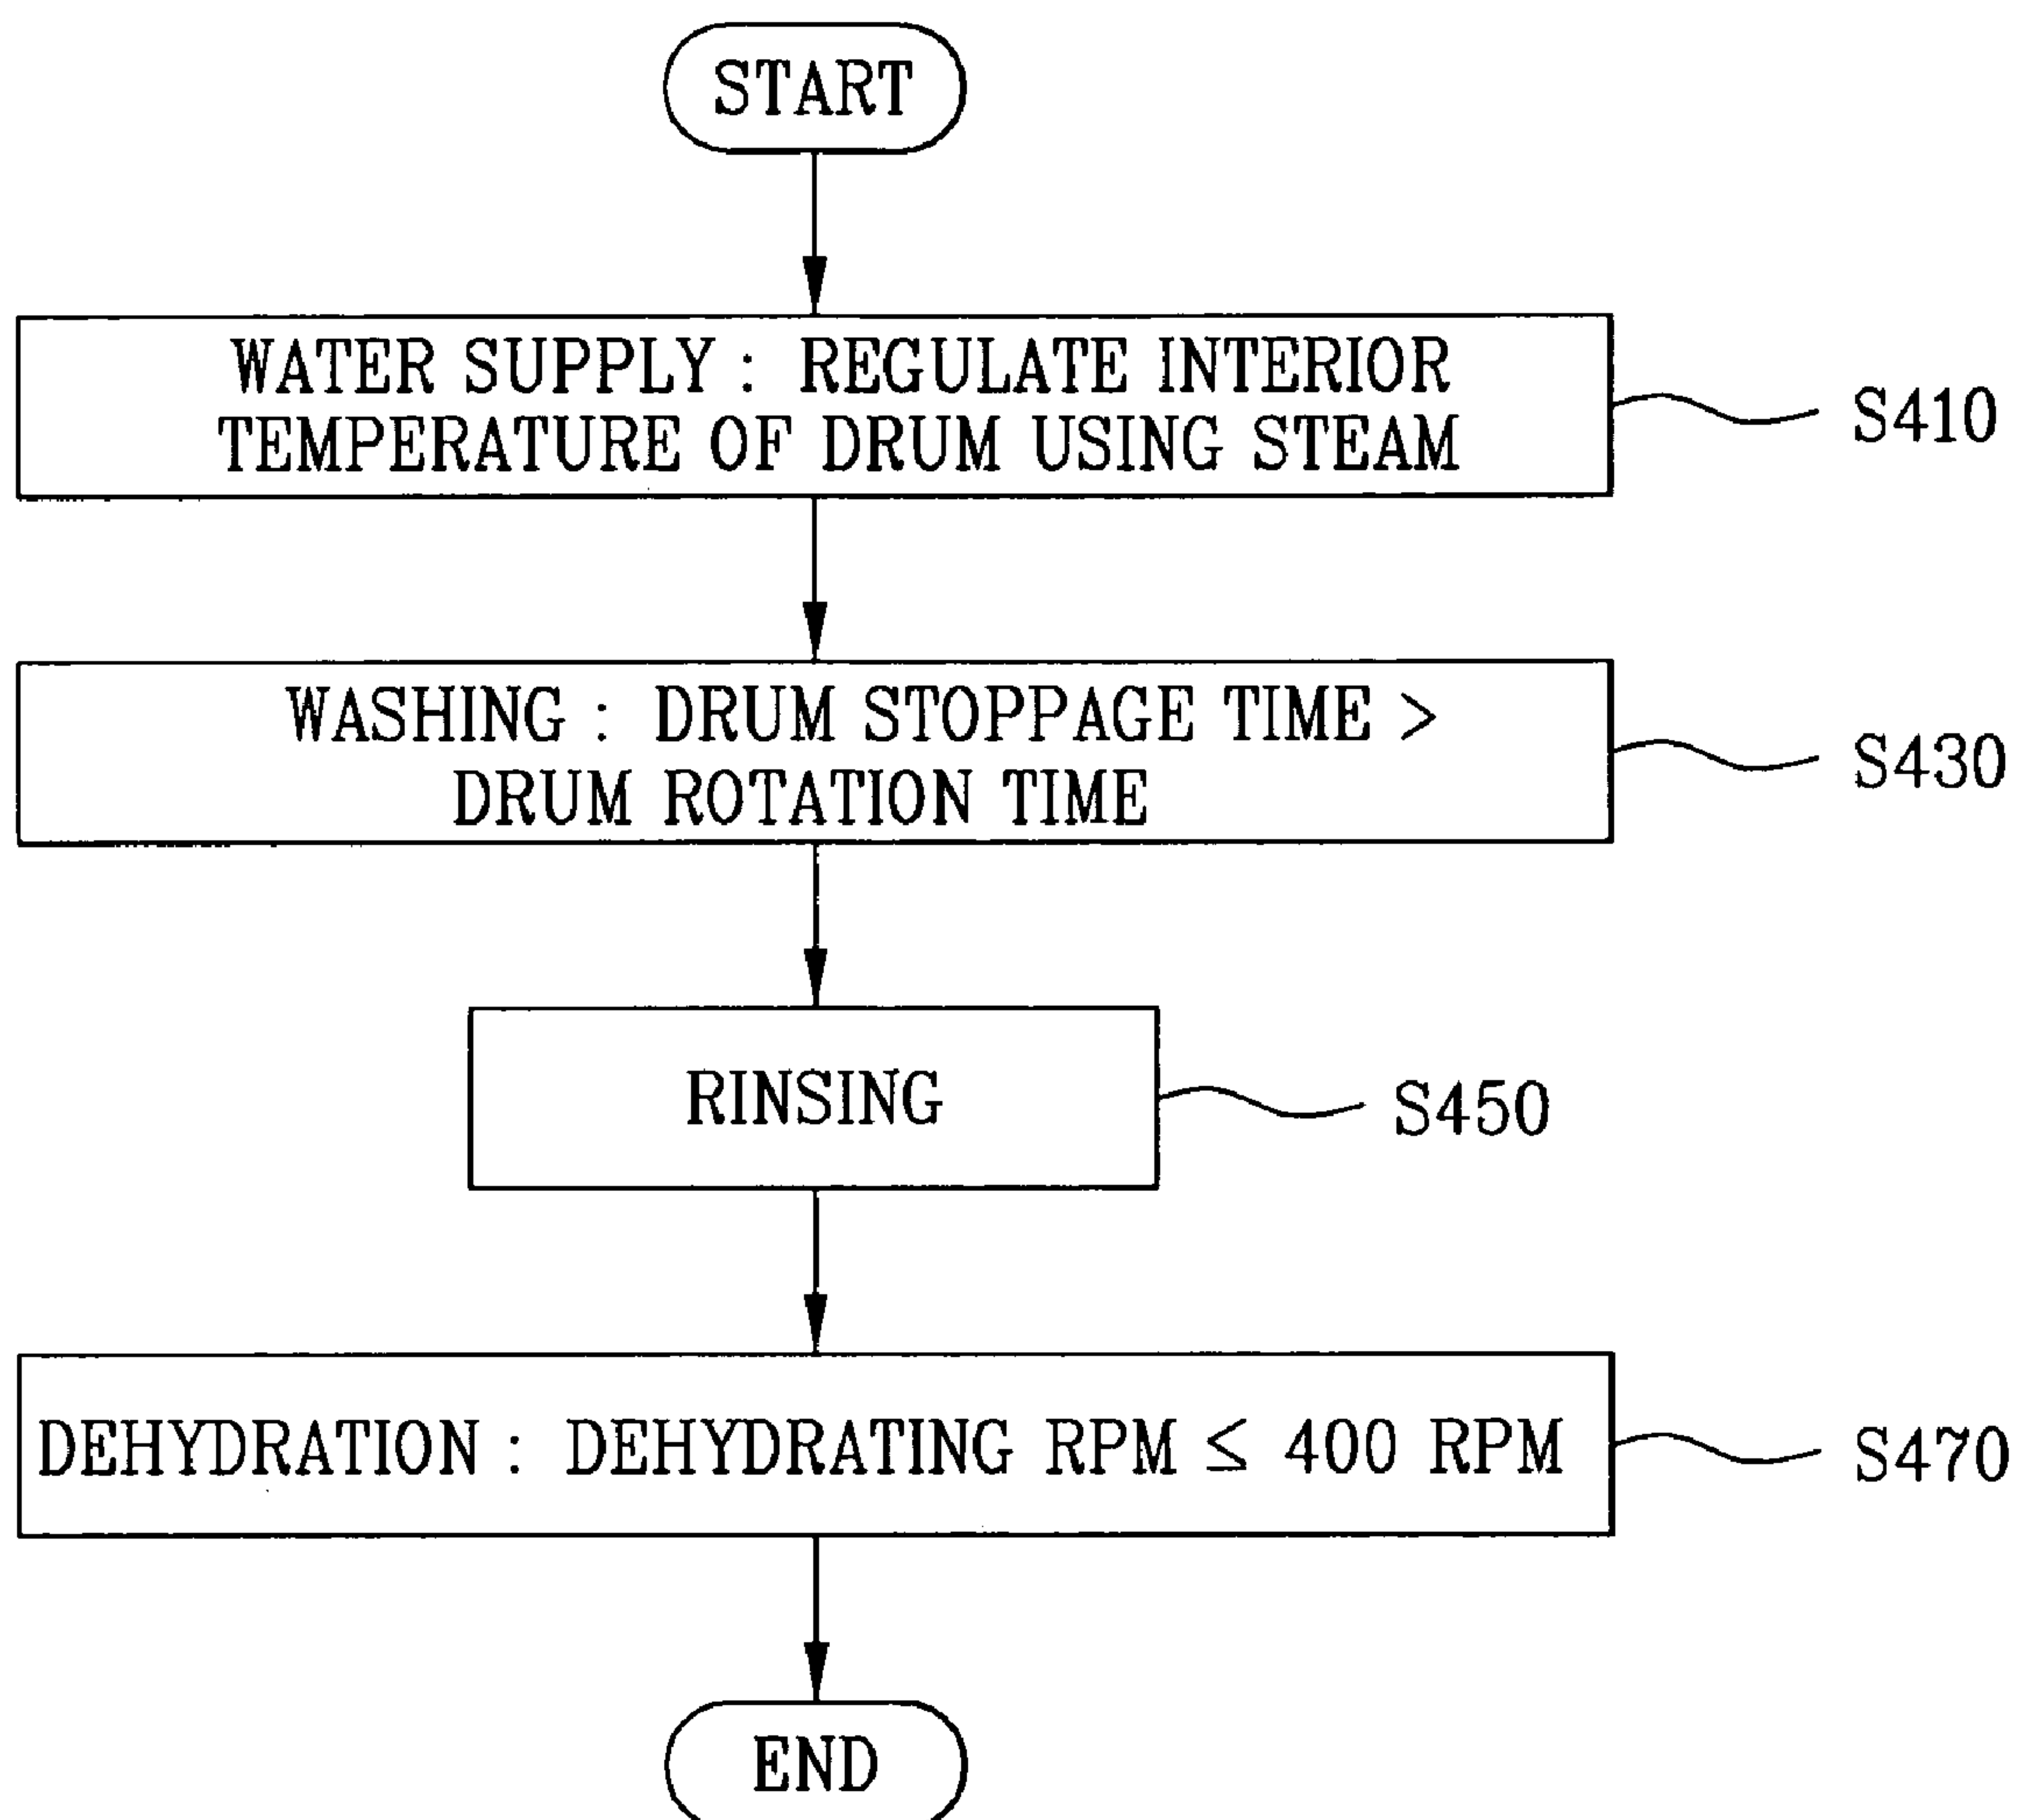 START
WATER SUPPLY : REGULATE INTERIOR
TEMPERATURE OF DRUM USING STEAM
S410
WASHING : DRUM STOPPAGE TIME >
DRUM ROTATION TIME
S430
RINSING
S450
DEHYDRATION : DEHYDRATING RPM ≤ 400 RPM
S470
END